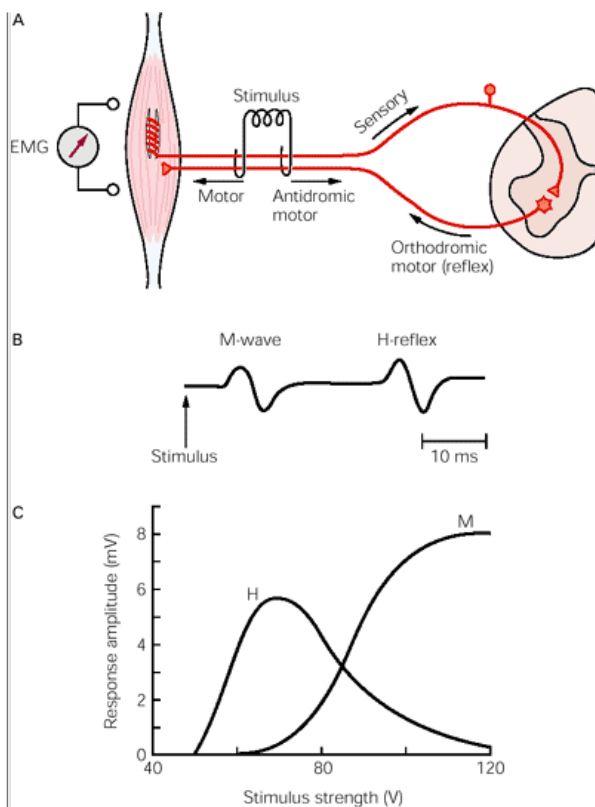 A
Stimulus
Sensory
EMG
Motor
Antidromic
motor
Orthodromic
motor (reflex)
B
M-wave
H-reflex
Stimulus
10 ms
C
Response amplitude (mV)
8
6
4
2
0
H
M
40
80
120
Stimulus strength (V)